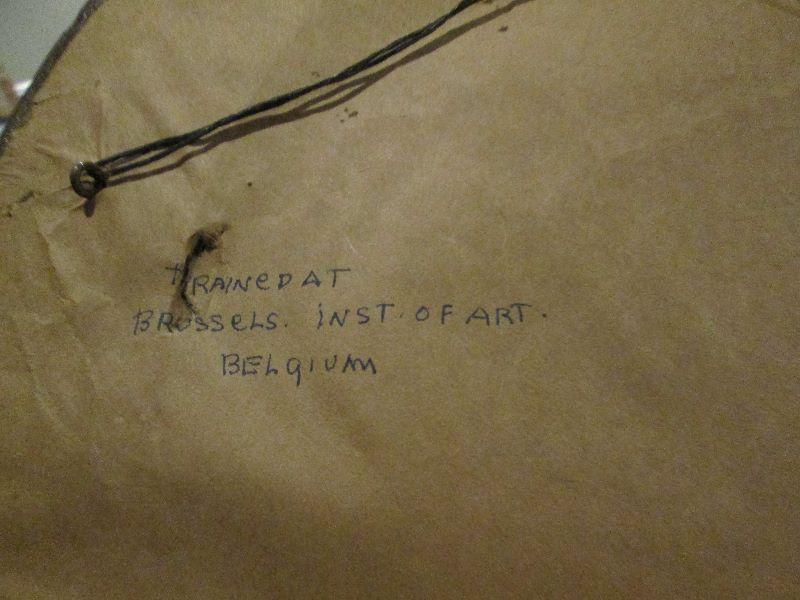 tRAINeD AT
BRUSSeLS. iNST. OF ART.
BELgIUM